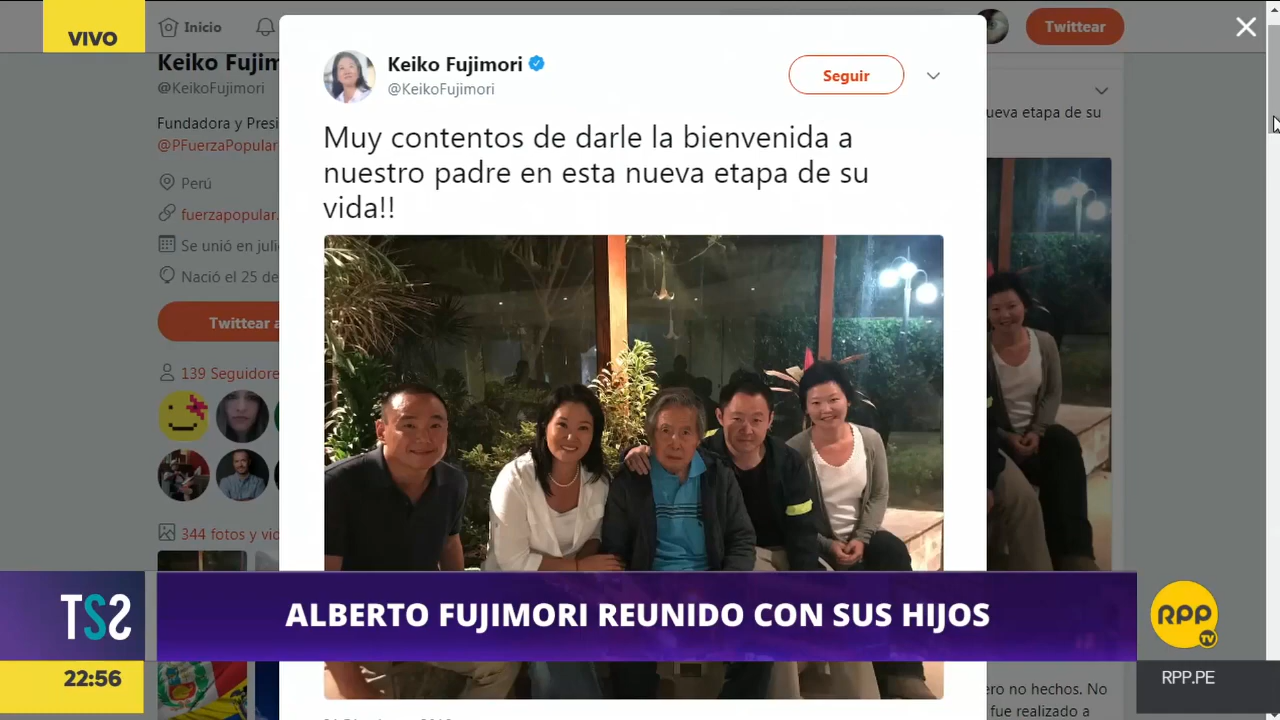 VIVO
Inicio
Twittear
Keiko Fujim
@KeikoFujimori
Fundadora y Presi
@PFuerzaPopular
Perú
fuerzapopular.
Se unió en juli
Nació el 25 de
Twittear a
139 Seguidore
344 fotos y vid
Keiko Fujimori
@KeikoFujimori
Seguir
Muy contentos de darle la bienvenida a
nuestro padre en esta nueva etapa de su
vida!!
ueva etapa de su
TSS
ALBERTO FUJIMORI REUNIDO CON SUS HIJOS
RPP
TV
22:56
RPP.PE
ero no hechos. No
fue realizado a